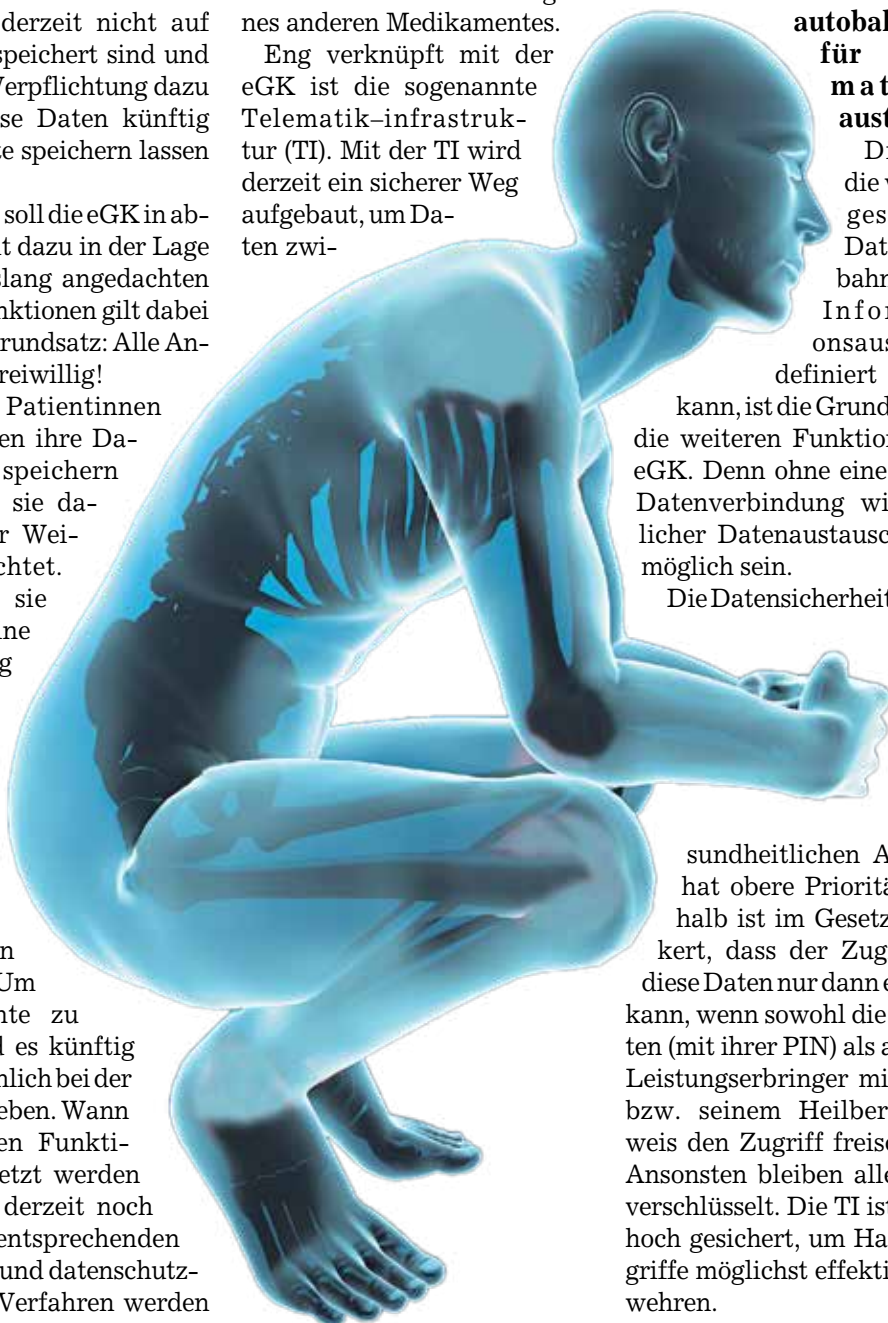 derzeit nicht auf
speichert sind und
Verpflichtung dazu
se Daten künftig
te speichern lassen
soll die eGK in ab-
t dazu in der Lage
slang angedachten
nktionen gilt dabei
rundsatz: Alle An-
reiwillig!
Patientinnen
en ihre Da-
speichern
sie da-
r Wei-
chtet.
sie
ine
g
n
Um
nte zu
d es künftig
nlich bei der
eben. Wann
en Funkti-
etzt werden
derzeit noch
entsprechenden
und datenschutz-
Verfahren werden
nes anderen Medikamentes.
Eng verknüpft mit der
eGK ist die sogenannte
Telematik–infrastruk-
tur (TI). Mit der TI wird
derzeit ein sicherer Weg
aufgebaut, um Da-
ten zwi-
autobal
für
mat
aust
Di
die v
ges
Dat
bahn
Infor
onsaus
definiert
kann, ist die Grund
die weiteren Funktion
eGK. Denn ohne eine
Datenverbindung wi
licher Datenaustausc
möglich sein.
Die Datensicherheit
sundheitlichen A
hat obere Prioritä
halb ist im Gesetz
kert, dass der Zug
diese Daten nur dann e
kann, wenn sowohl die
ten (mit ihrer PIN) als a
Leistungserbringer mi
bzw. seinem Heilber
weis den Zugriff freisc
Ansonsten bleiben alle
verschlüsselt. Die TI ist
hoch gesichert, um Ha
griffe möglichst effekti
wehren.